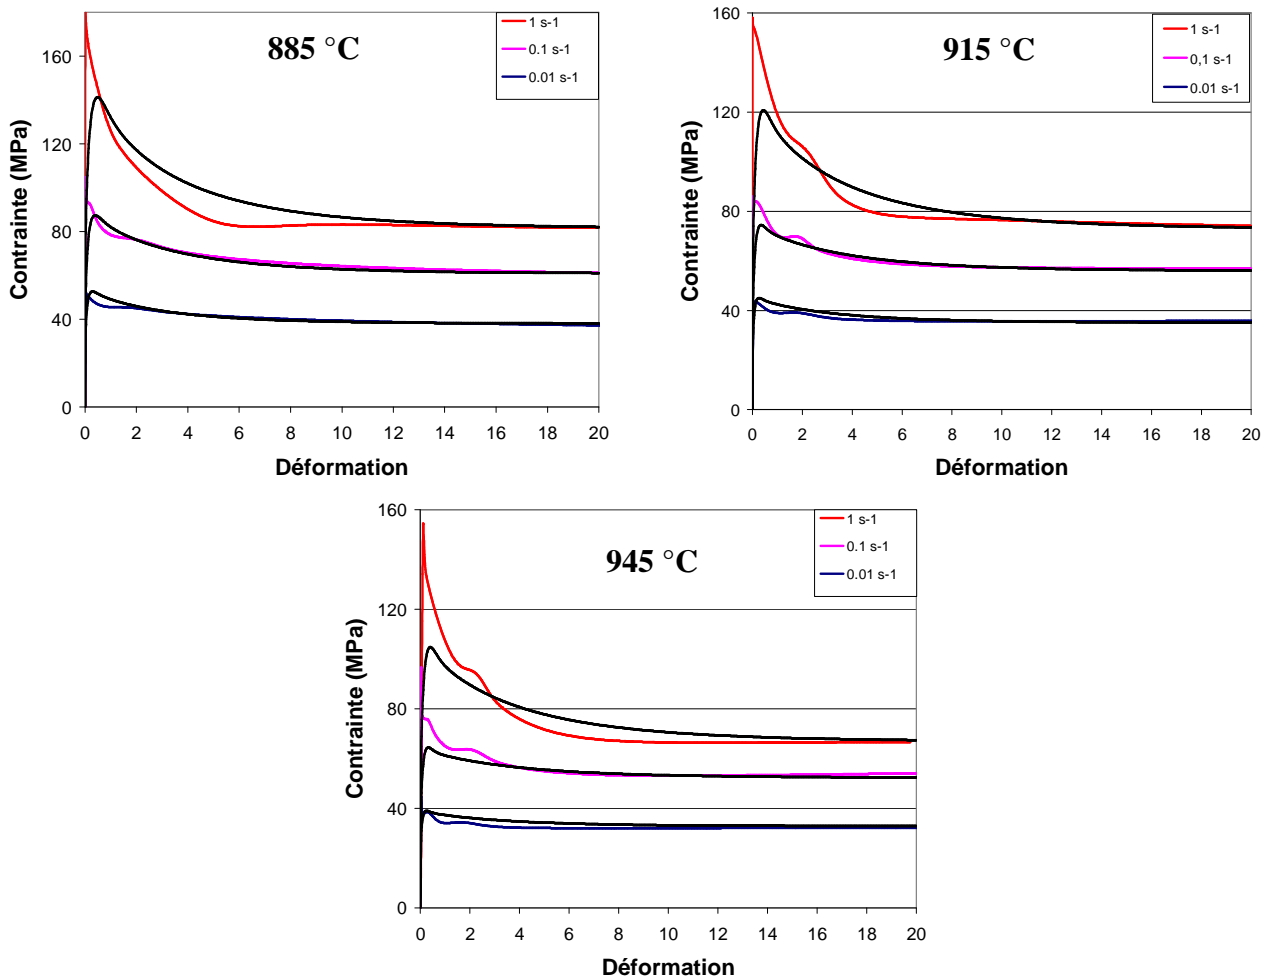 885 °C
1 s-1
0.1 s-1
0.01 s-1
Contrainte (MPa)
160
120
80
40
0
0 2 4 6 8 10 12 14 16 18 20
Déformation
915 °C
1 s-1
0,1 s-1
0.01 s-1
Contrainte (MPa)
160
120
80
40
0
0 2 4 6 8 10 12 14 16 18 20
Déformation
945 °C
1 s-1
0.1 s-1
0.01 s-1
Contrainte (MPa)
160
120
80
40
0
0 2 4 6 8 10 12 14 16 18 20
Déformation